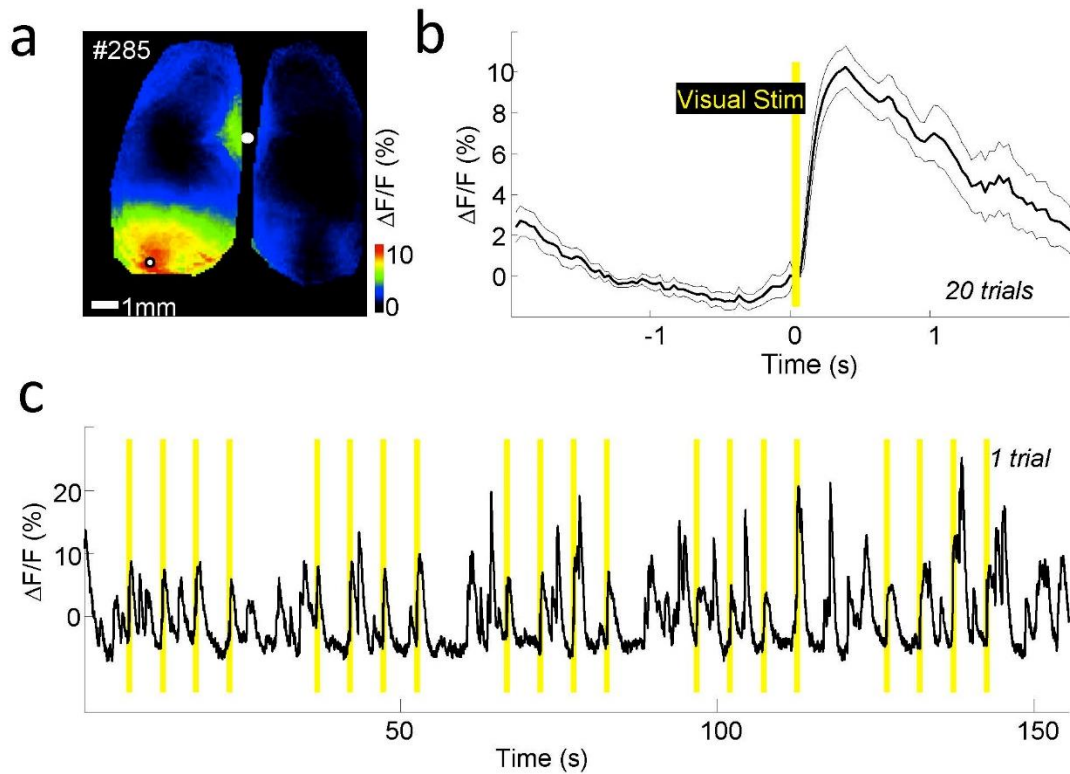 a
#285
ΔF/F (%)
10
0
1mm
b
Visual Stim
ΔF/F (%)
10
8
6
4
2
0
20 trials
-1
0
1
Time (s)
c
1 trial
ΔF/F (%)
20
10
0
50
100
150
Time (s)